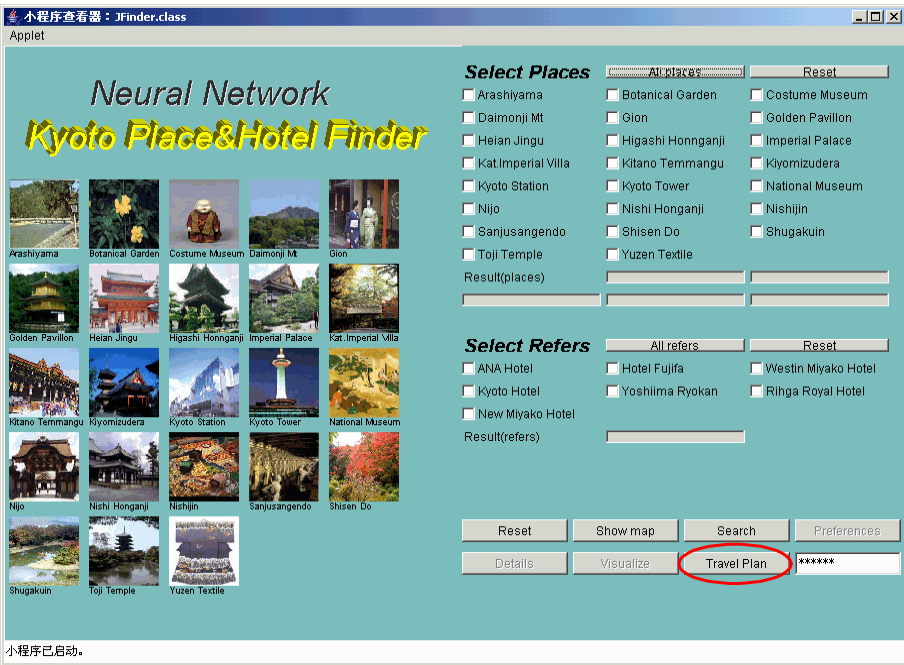 小程序查看器：JFinder.class
Applet
Neural Network
Kyoto Place&Hotel Finder
Arashiyama Botanical Garden Costume Museum Daimonji Mt Gion
Golden Pavillon Heian Jingu Higashi Honnganji Imperial Palace Kat.Imperial Villa
Kitano Temmangu Kiyomizudera Kyoto Station Kyoto Tower National Museum
Nijo Nishi Honganji Nishijin Sanjusangendo Shisen Do
Shugakuin Toji Temple Yuzen Textile
Select Places All places Reset
Arashiyama Botanical Garden Costume Museum
Daimonji Mt Gion Golden Pavillon
Heian Jingu Higashi Honnganji Imperial Palace
Kat.Imperial Villa Kitano Temmangu Kiyomizudera
Kyoto Station Kyoto Tower National Museum
Nijo Nishi Honganji Nishijin
Sanjusangendo Shisen Do Shugakuin
Toji Temple Yuzen Textile
Result(places)
Select Refers All refers Reset
ANA Hotel Hotel Fujifa Westin Miyako Hotel
Kyoto Hotel Yoshiima Ryokan Rihga Royal Hotel
New Miyako Hotel
Result(refers)
Reset Show map Search Preferences
Details Visualize Travel Plan ******
小程序已启动。